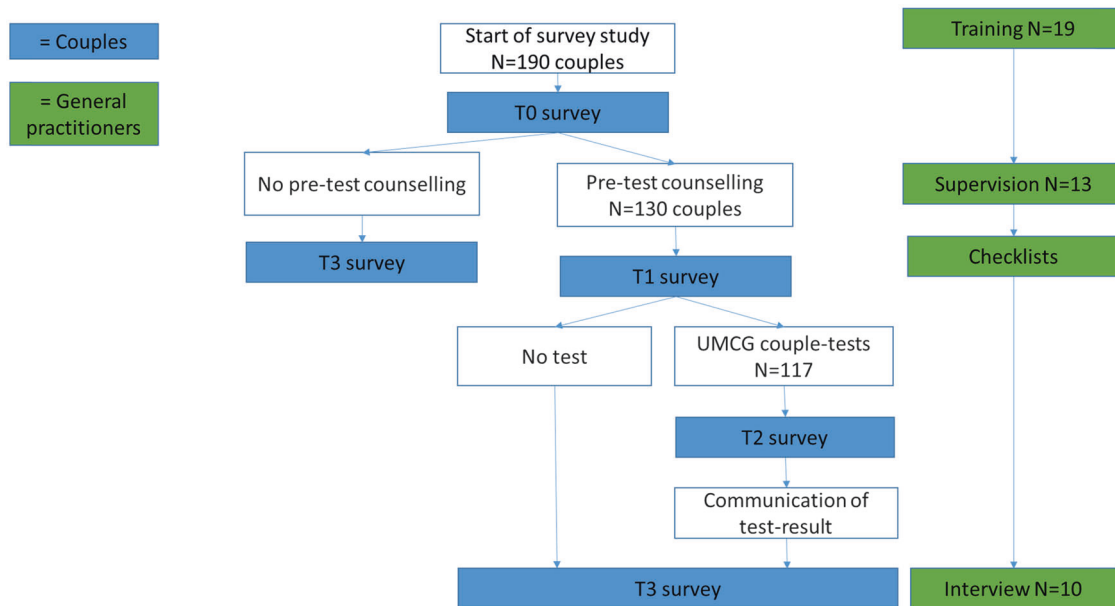 = Couples
= General
practitioners
Start of survey study
N=190 couples
T0 survey
No pre-test counselling
Pre-test counselling
N=130 couples
T3 survey
T1 survey
No test
UMCG couple-tests
N=117
T2 survey
Communication of
test-result
T3 survey
Training N=19
Supervision N=13
Checklists
Interview N=10